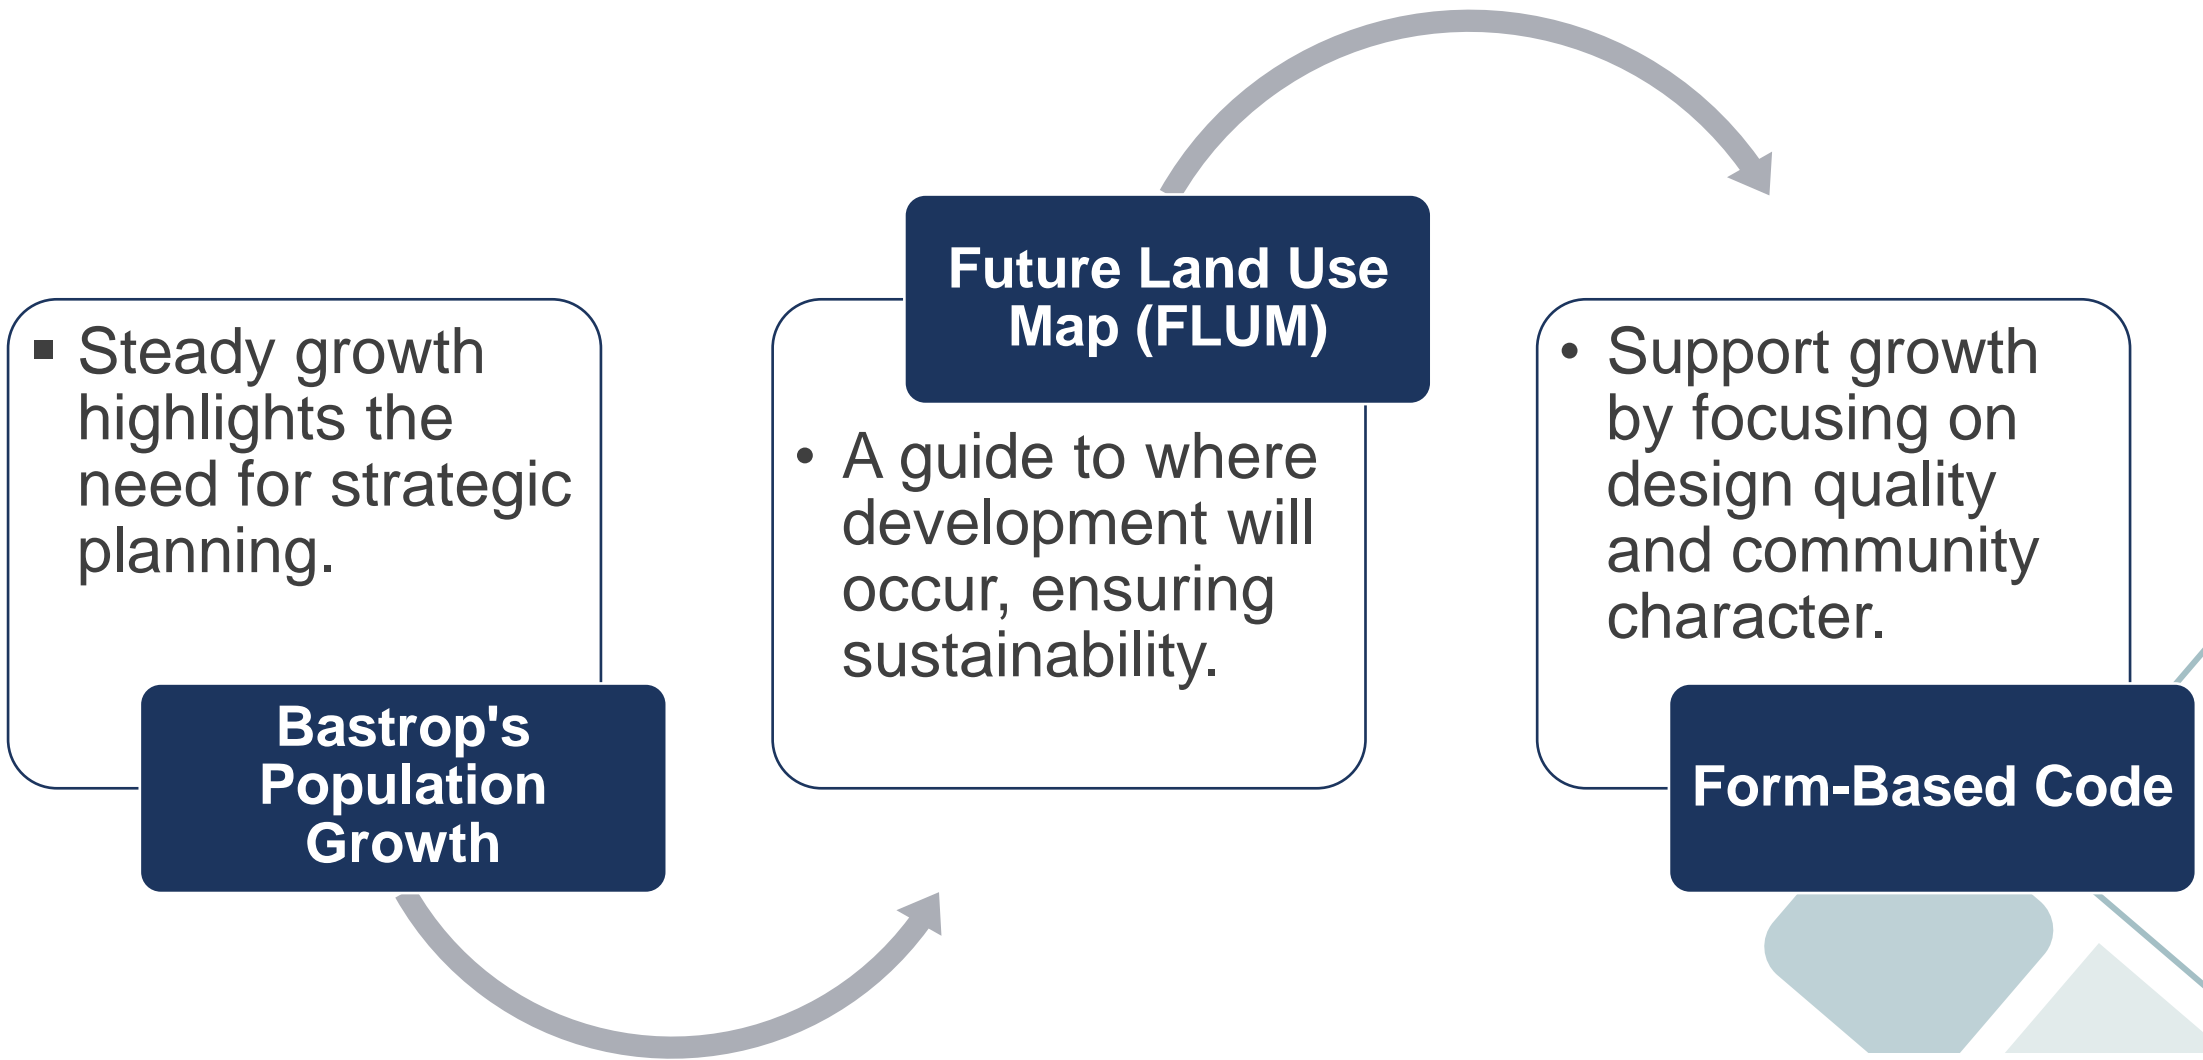 ▪ Steady growth
highlights the
need for strategic
planning.
Bastrop's
Population
Growth
Future Land Use
Map (FLUM)
• A guide to where
development will
occur, ensuring
sustainability.
• Support growth
by focusing on
design quality
and community
character.
Form-Based Code